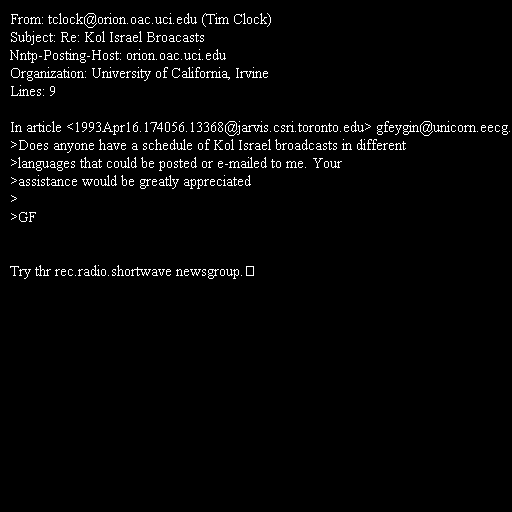 From: tclock@orion.oac.uci.edu (Tim Clock)
Subject: Re: Kol Israel Broacasts
Nntp-Posting-Host: orion.oac.uci.edu
Organization: University of California, Irvine
Lines: 9

In article <1993Apr16.174056.13368@jarvis.csri.toronto.edu> gfeygin@unicorn.eecg.
>Does anyone have a schedule of Kol Israel broadcasts in different
>languages that could be posted or e-mailed to me.  Your
>assistance would be greatly appreciated
>
>GF

Try thr rec.radio.shortwave newsgroup.